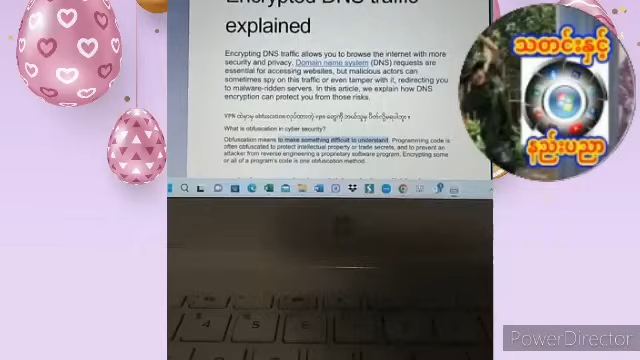 Encrypted DNS traffic
explained
Encrypting DNS traffic allows you to browse the internet with more
security and privacy. Domain name system (DNS) requests are
essential for accessing websites, but malicious actors can
sometimes spy on this traffic or even tamper with it, redirecting you
to malware-ridden servers. In this article, we explain how DNS
encryption can protect you from those risks.
What is obfuscation in cyber security?
Obfuscation means to make something difficult to understand. Programming code is
often obfuscated to protect intellectual property or trade secrets, and to prevent an
attacker from reverse engineering a proprietary software program. Encrypting some
or all of a program's code is one obfuscation method.
သတင်းနှင့်
နည်းပညာ
4
5
6
PowerDirector